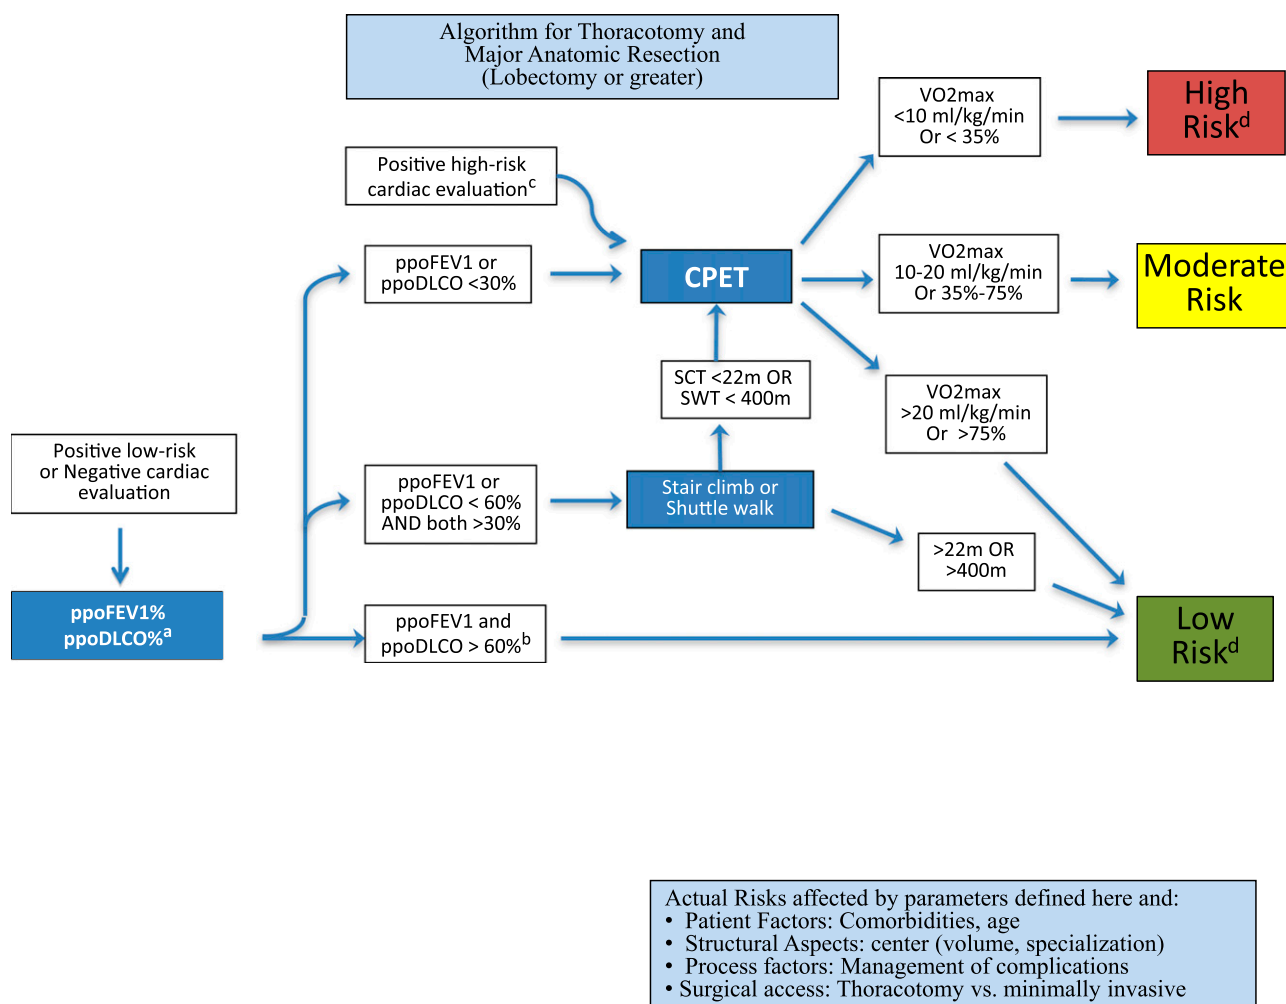 Algorithm for Thoracotomy and
Major Anatomic Resection
(Lobectomy or greater)
VO2max
<10 ml/kg/min
Or < 35%
High
Riskᵈ
Positive high-risk
cardiac evaluationᶜ
ppoFEV1 or
ppoDLCO <30%
CPET
VO2max
10-20 ml/kg/min
Or 35%-75%
Moderate
Risk
SCT <22m OR
SWT < 400m
VO2max
>20 ml/kg/min
Or >75%
Positive low-risk
or Negative cardiac
evaluation
ppoFEV1 or
ppoDLCO < 60%
AND both >30%
Stair climb or
Shuttle walk
>22m OR
>400m
ppoFEV1%
ppoDLCO%ᵃ
ppoFEV1 and
ppoDLCO > 60%ᵇ
Low
Riskᵈ
Actual Risks affected by parameters defined here and:
• Patient Factors: Comorbidities, age
• Structural Aspects: center (volume, specialization)
• Process factors: Management of complications
• Surgical access: Thoracotomy vs. minimally invasive